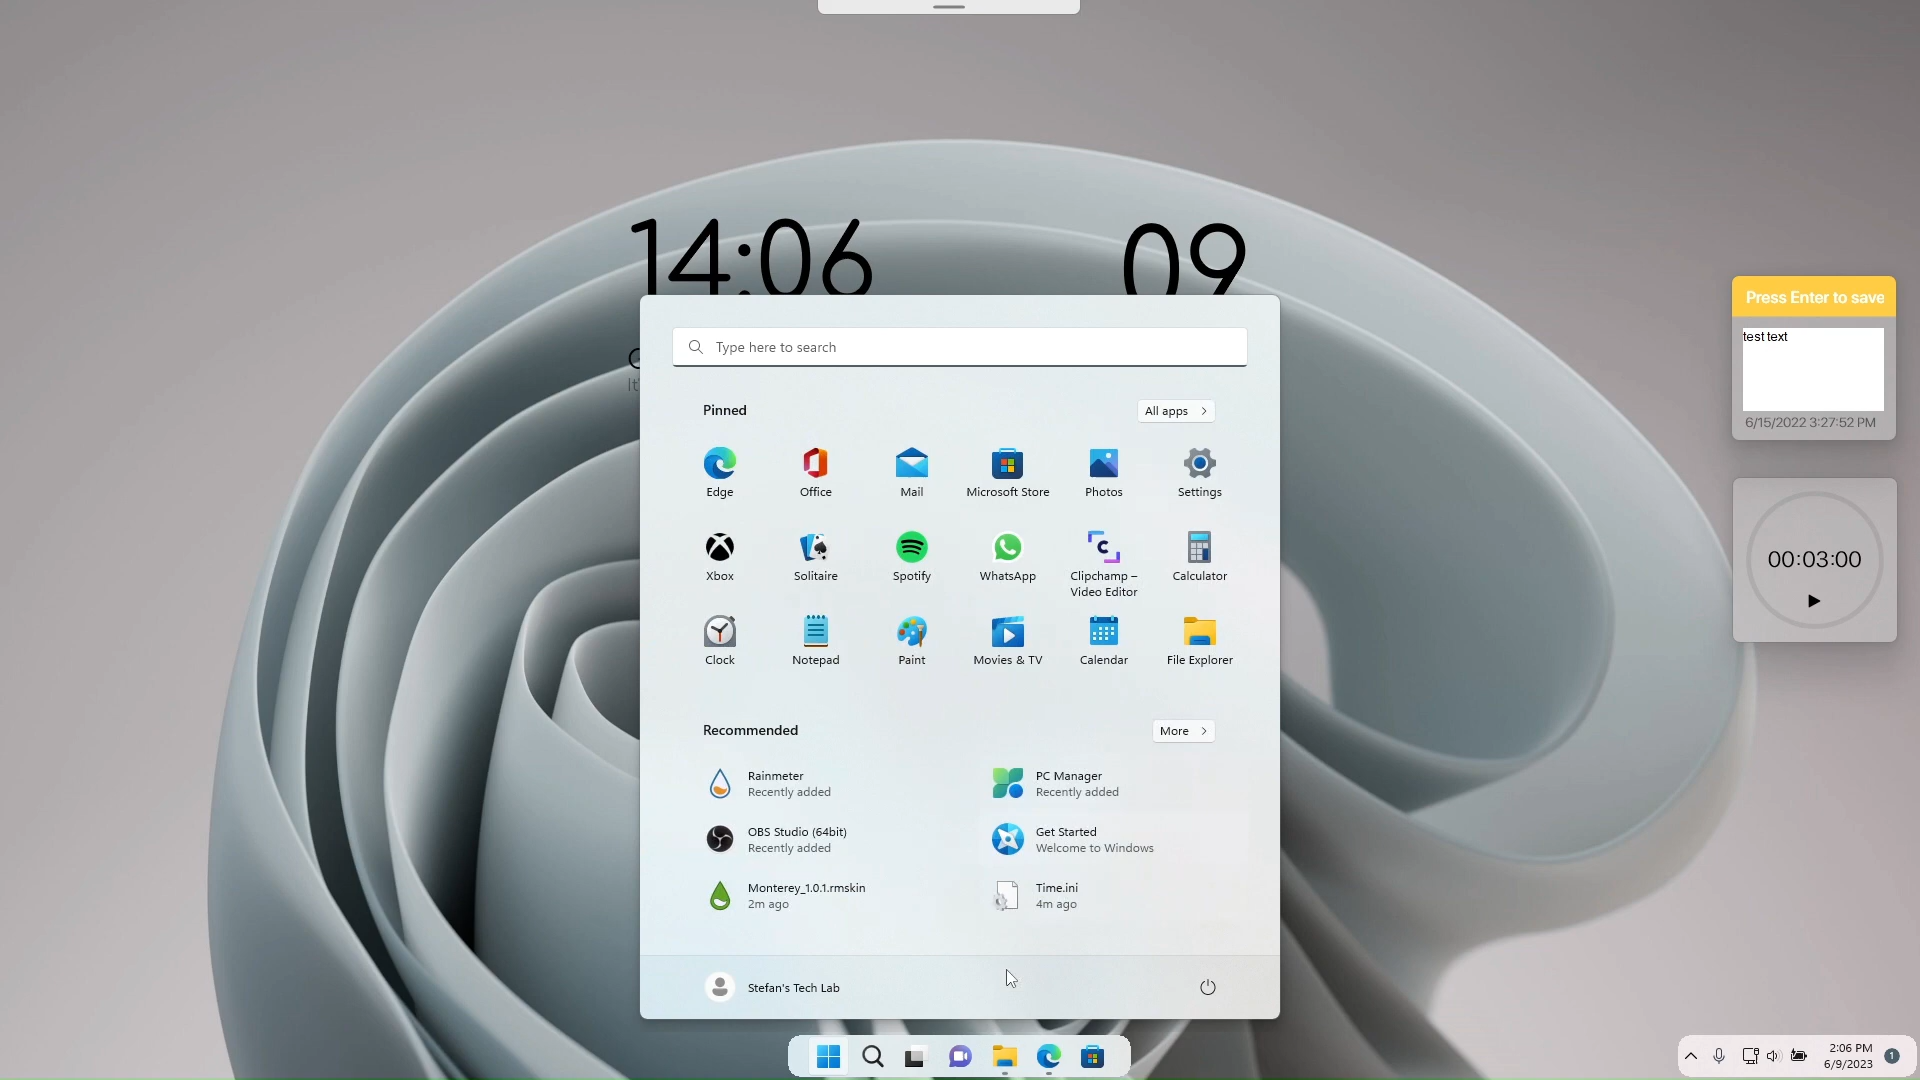 14:06
09
Press Enter to save
test text
6/15/2022 3:27:52 PM
00:03:00
Type here to search
Pinned
All apps
Edge
Office
Mail
Microsoft Store
Photos
Settings
Xbox
Solitaire
Spotify
WhatsApp
Clipchamp –
Video Editor
Calculator
Clock
Notepad
Paint
Movies & TV
Calendar
File Explorer
Recommended
More
Rainmeter
Recently added
PC Manager
Recently added
OBS Studio (64bit)
Recently added
Get Started
Welcome to Windows
Monterey_1.0.1.rmskin
2m ago
Time.ini
4m ago
Stefan's Tech Lab
2:06 PM
6/9/2023
1